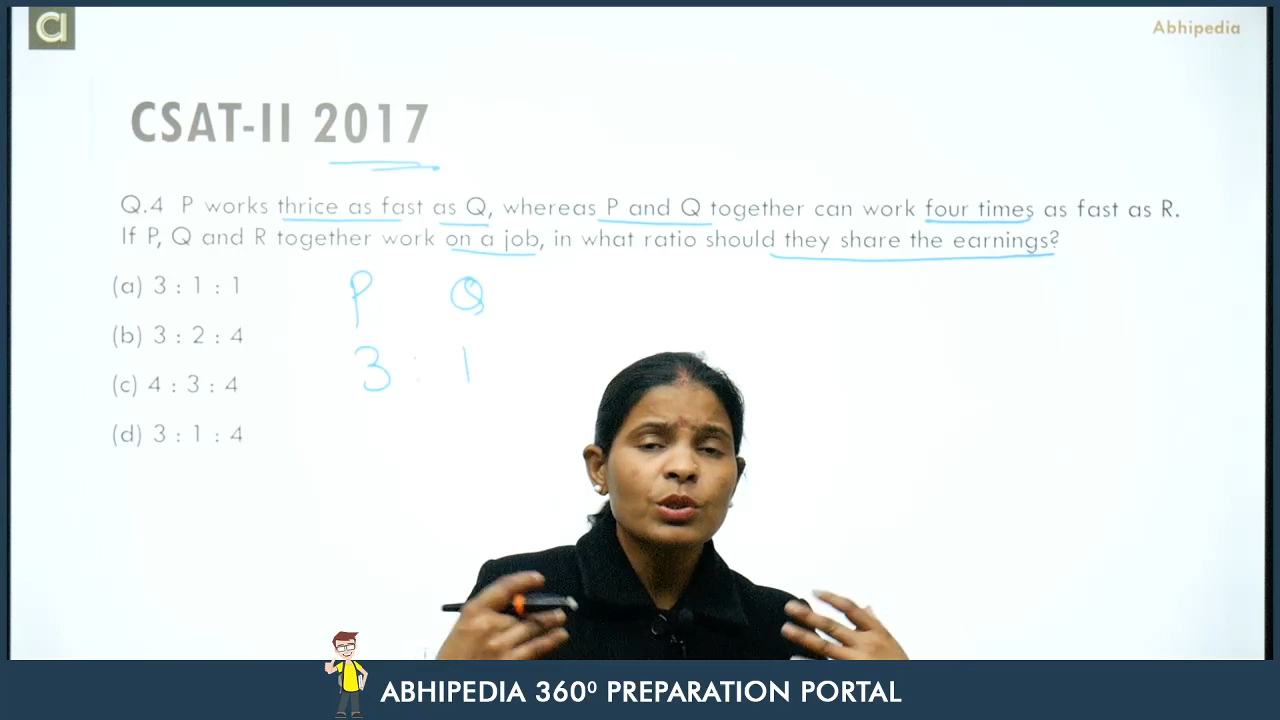 a
Abhipedia
CSAT-II 2017
Q.4 P works thrice as fast as Q, whereas P and Q together can work four times as fast as R.
If P, Q and R together work on a job, in what ratio should they share the earnings?
(a) 3 : 1 : 1
(b) 3 : 2 : 4
(c) 4 : 3 : 4
(d) 3 : 1 : 4
P Q
3 : 1
ABHIPEDIA 360⁰ PREPARATION PORTAL